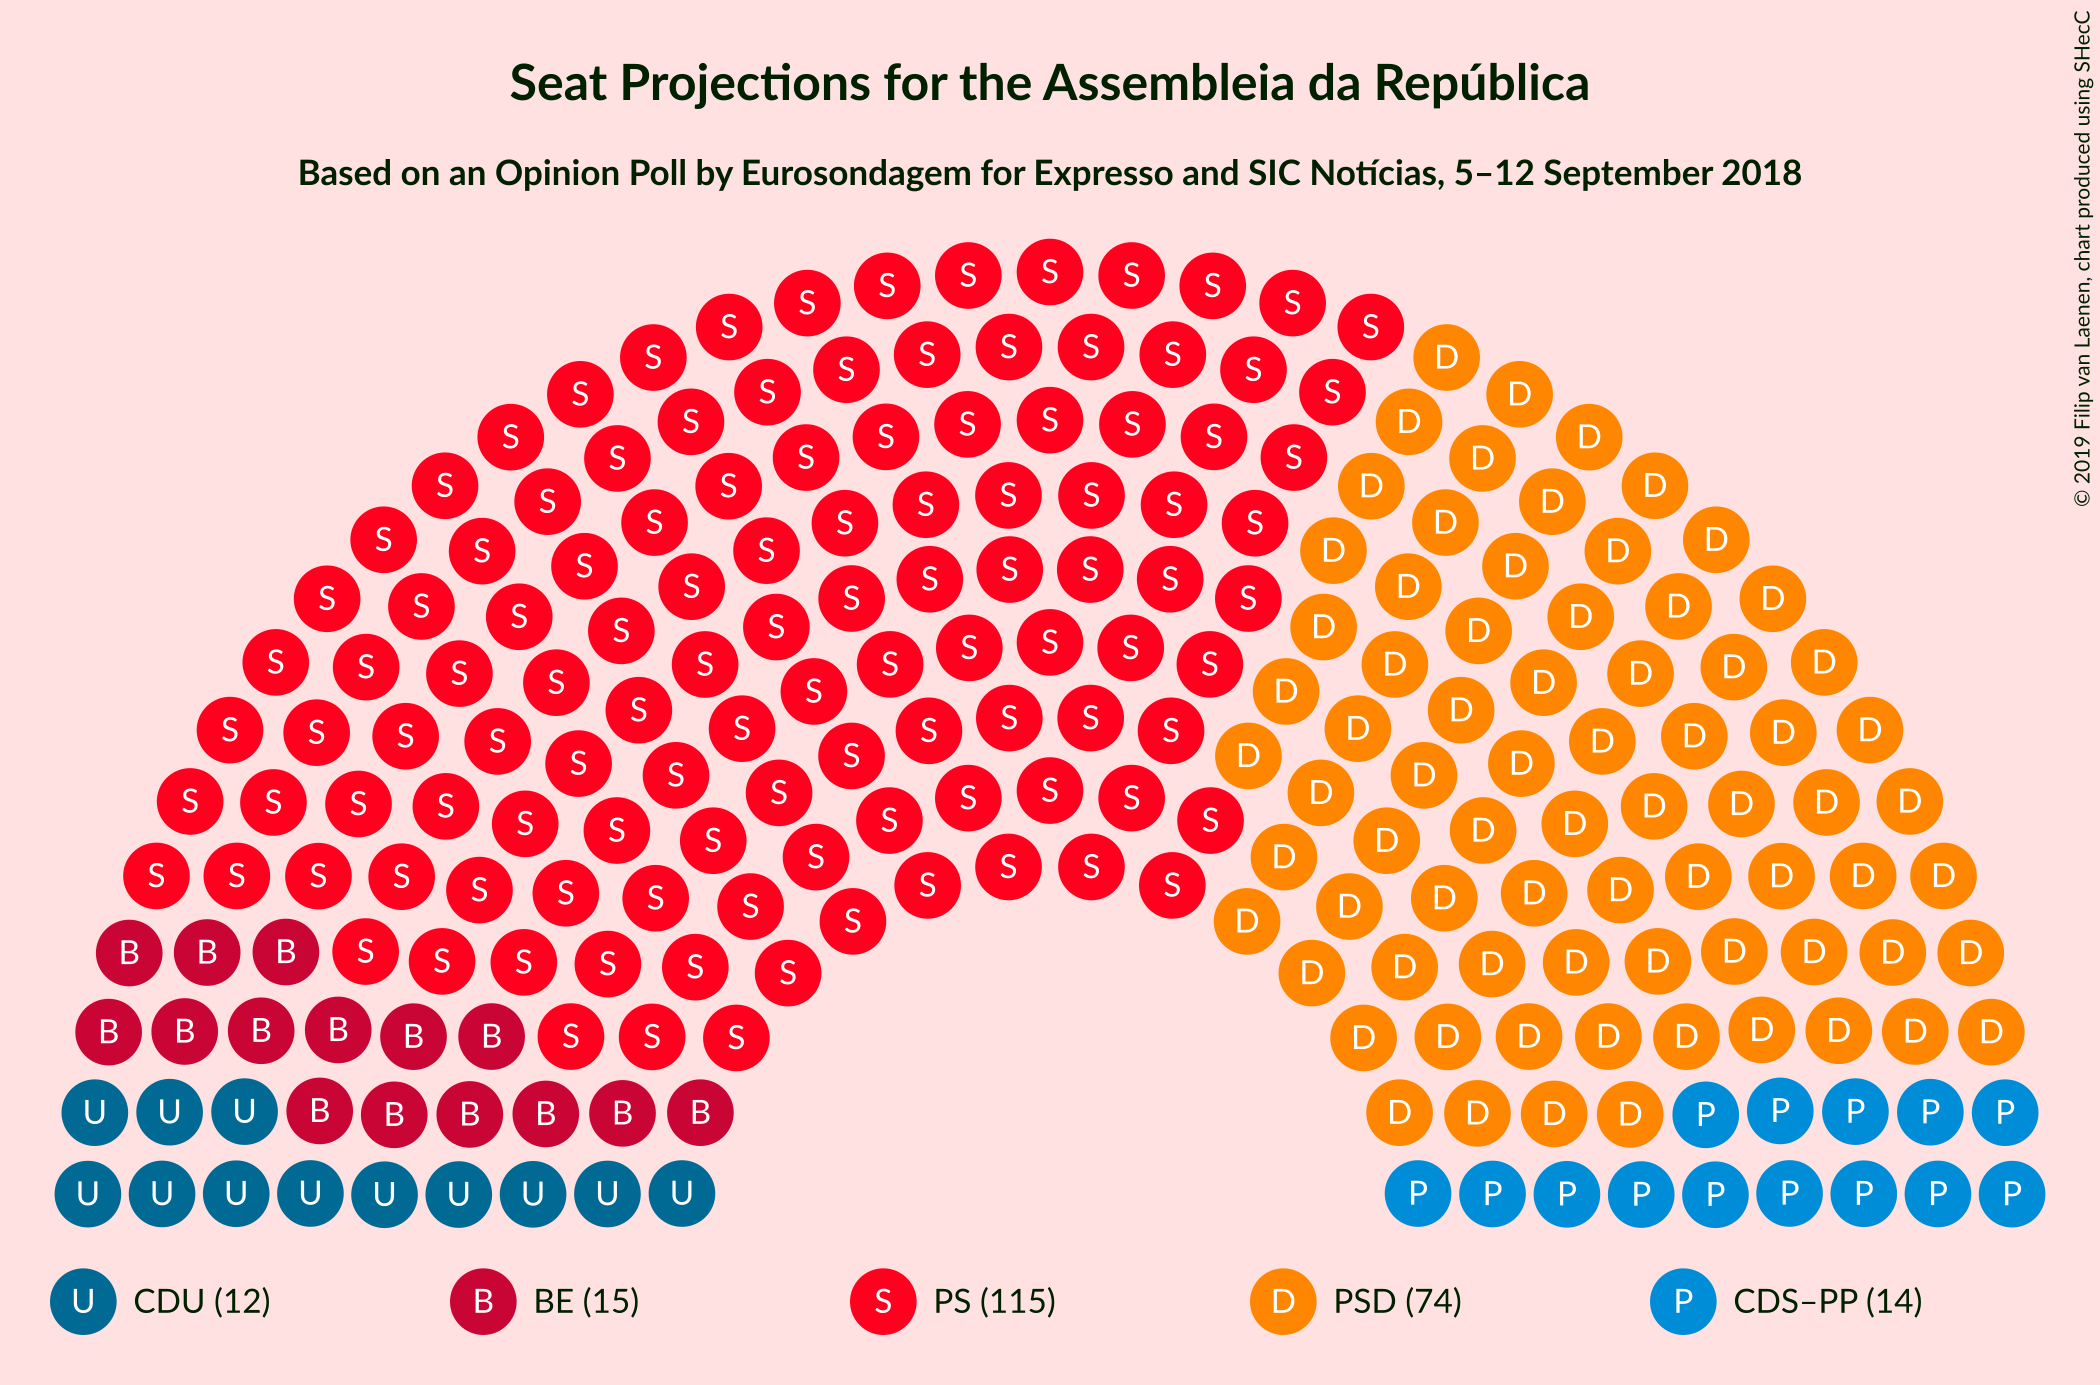 Seat Projections for the Assembleia da República
Based on an Opinion Poll by Eurosondagem for Expresso and SIC Notícias, 5–12 September 2018
© 2019 Filip van Laenen, chart produced using SHecC
U CDU (12)
B BE (15)
S PS (115)
D PSD (74)
P CDS–PP (14)